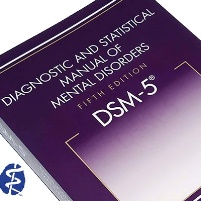 DIAGNOSTIC AND STATISTICAL
MANUAL OF
MENTAL DISORDERS
FIFTH EDITION
DSM-5®